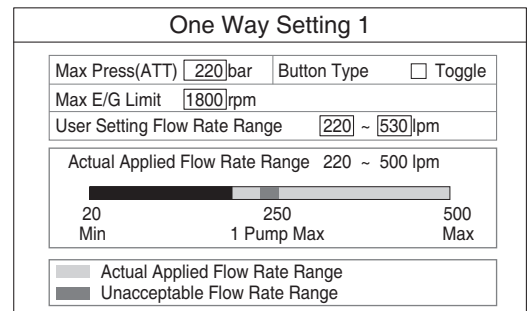 One Way Setting 1
Max Press(ATT) 220 bar Button Type Toggle
Max E/G Limit 1800 rpm
User Setting Flow Rate Range 220 ~ 530 lpm
Actual Applied Flow Rate Range 220 ~ 500 lpm
20 250 500
Min 1 Pump Max Max
Actual Applied Flow Rate Range
Unacceptable Flow Rate Range